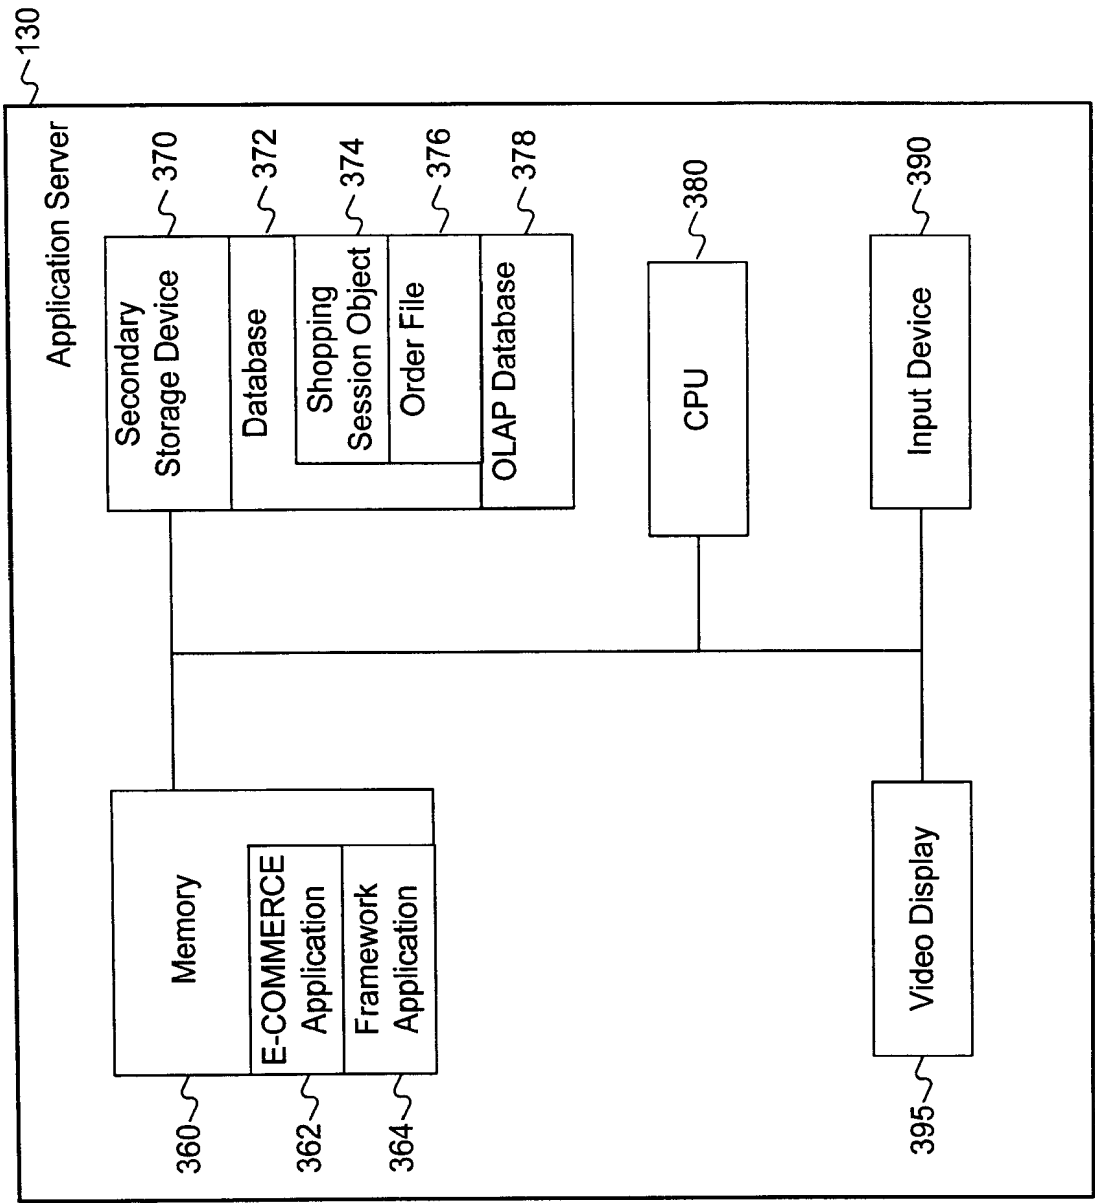 130
Application Server
Memory
E-COMMERCE
Application
Framework
Application
360
362
364
Secondary
Storage Device
Database
Shopping
Session Object
Order File
OLAP Database
370
372
374
376
378
CPU
380
Video Display
395
Input Device
390